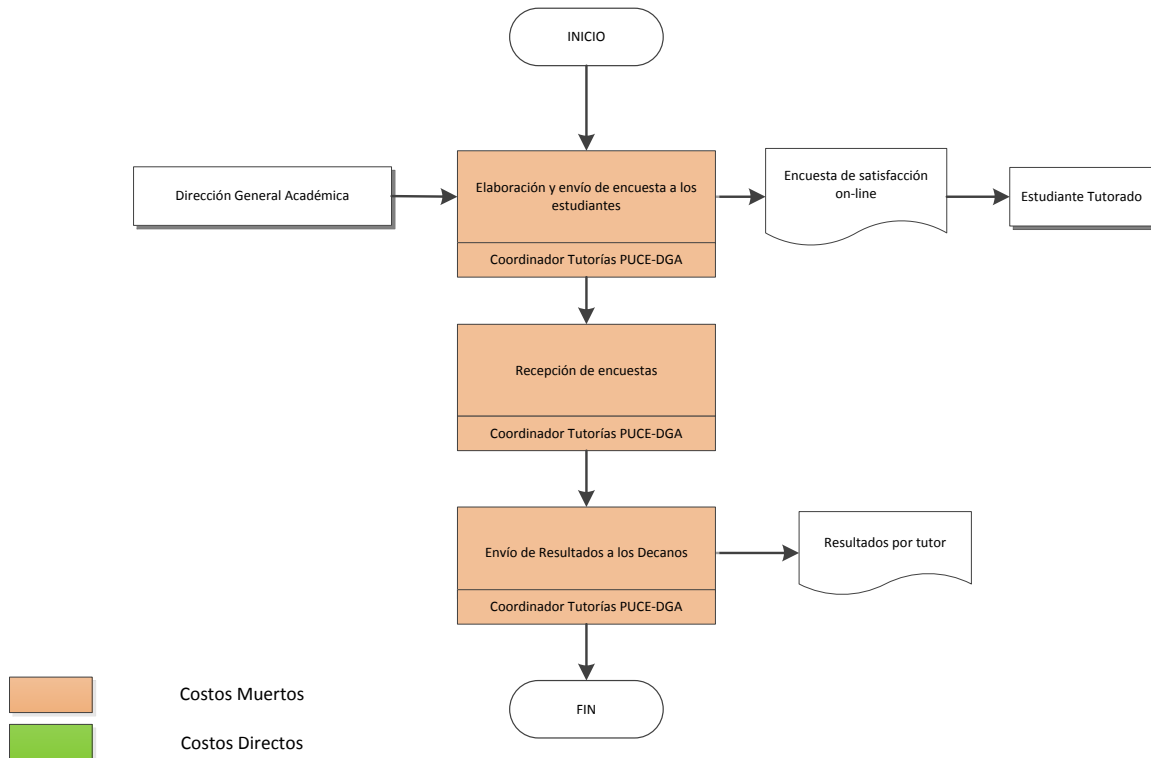 INICIO
Dirección General Académica
Elaboración y envío de encuesta a los
estudiantes
Coordinador Tutorías PUCE-DGA
Encuesta de satisfacción
on-line
Estudiante Tutorado
Recepción de encuestas
Coordinador Tutorías PUCE-DGA
Envío de Resultados a los Decanos
Coordinador Tutorías PUCE-DGA
Resultados por tutor
FIN
Costos Muertos
Costos Directos